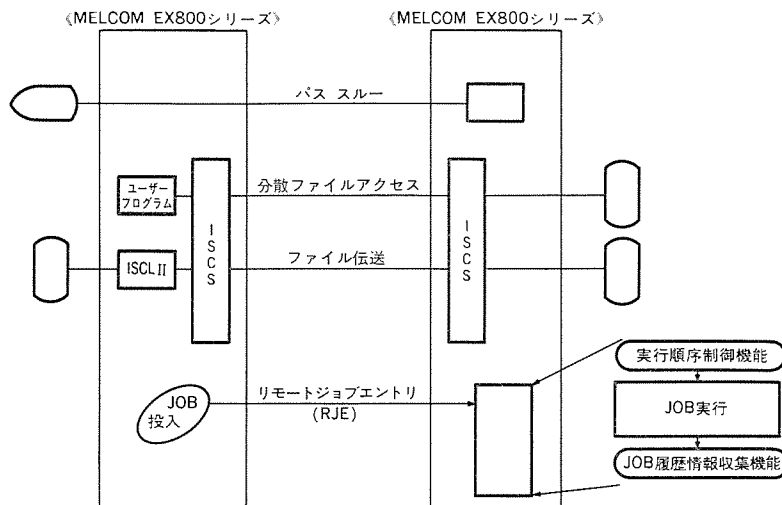 《MELCOM EX800シリーズ》
《MELCOM EX800シリーズ》
パス スルー
ユーザー
プログラム
分散ファイルアクセス
ISCS
ISCS
ISCL II
ファイル伝送
JOB
投入
リモートジョブエントリ
(RJE)
実行順序制御機能
JOB実行
JOB履歴情報収集機能